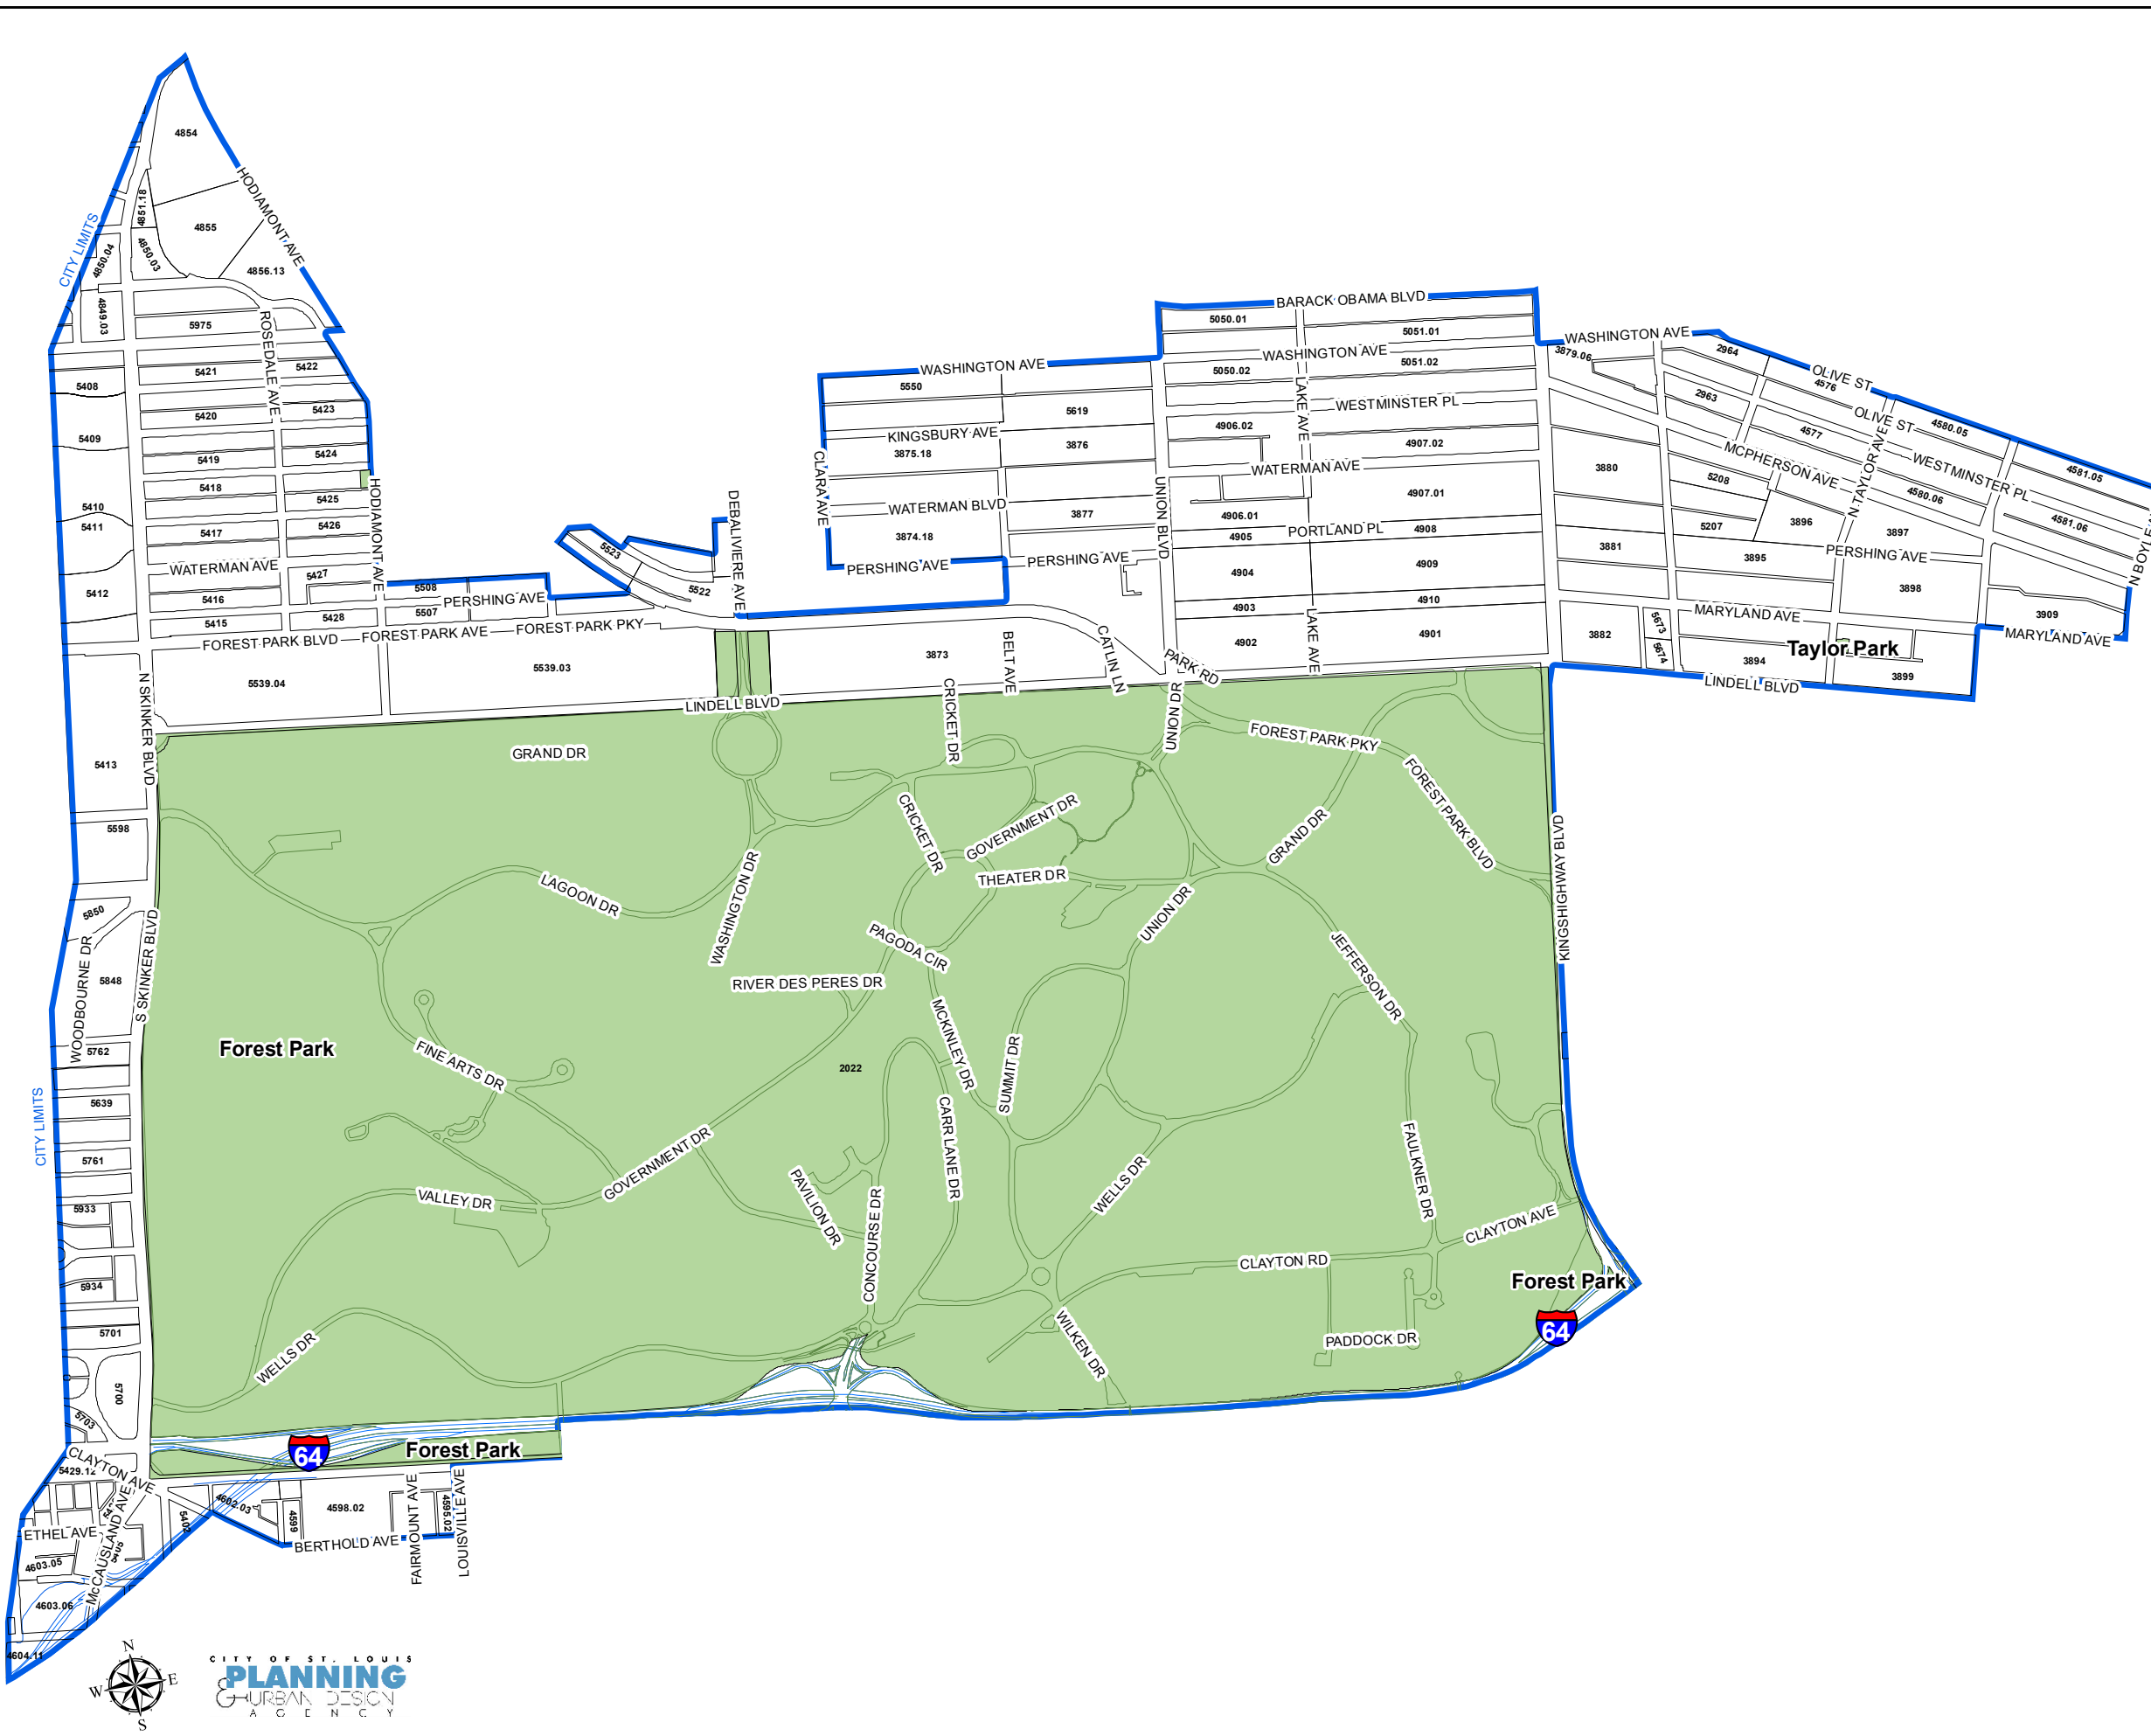 4854
HODIAMONT AVE
4851.18
4855
4850.03
CITY LIMITS
4850.04
4856.13
4849.03
5975
ROSEDALE AVE
5421
5422
5408
5420
5423
5409
5419
5424
5418
5425
5410
5411
5417
5426
HODIAMONT AVE
WATERMAN AVE
5427
5412
5416
5508
5415
5428
5507
PERSHING AVE
FOREST PARK BLVD
FOREST PARK AVE
FOREST PARK PKY
5523
5522
DEBALIVIERE AVE
5539.04
5539.03
N SKINKER BLVD
LINDELL BLVD
BARACK OBAMA BLVD
5050.01
5051.01
WASHINGTON AVE
WASHINGTON AVE
5051.02
5050.02
5550
5619
LAKE AVE
WESTMINSTER PL
KINGSBURY AVE
3875.18
3876
4906.02
4907.02
CLARA AVE
WATERMAN AVE
UNION BLVD
4907.01
WATERMAN BLVD
3877
4906.01
PORTLAND PL
4908
3874.18
4905
PERSHING AVE
PERSHING AVE
4904
4909
4903
4910
4902
4901
LAKE AVE
3873
BELT AVE
CATLIN LN
PARK RD
WASHINGTON AVE
3879.06
2964
OLIVE ST
4576
2963
OLIVE ST
4580.05
4577
WESTMINSTER PL
4581.05
MCPHERSON AVE
N TAYLOR AVE
3880
5208
4580.06
4581.06
5207
3896
3897
3881
3895
PERSHING AVE
N BOYLE
3898
MARYLAND AVE
3909
MARYLAND AVE
3882
5673
5674
Taylor Park
3894
3899
LINDELL BLVD
GRAND DR
CRICKET DR
UNION DR
FOREST PARK PKY
FOREST PARK BLVD
5413
5598
CRICKET DR
GOVERNMENT DR
GRAND DR
KINGSHIGHWAY BLVD
THEATER DR
LAGOON DR
WASHINGTON DR
UNION DR
5850
WOODBOURNE DR
S SKINKER BLVD
5848
PAGODA CIR
JEFFERSON DR
RIVER DES PERES DR
MCKINLEY DR
5762
Forest Park
FINE ARTS DR
2022
SUMMIT DR
CITY LIMITS
5639
CARR LANE DR
5761
GOVERNMENT DR
FAULKNER DR
5933
VALLEY DR
PAVILION DR
CONCOURSE DR
WELLS DR
CLAYTON AVE
CLAYTON RD
5934
Forest Park
5701
WELLS DR
WILKEN DR
PADDOCK DR
64
5700
5703
64
Forest Park
CLAYTON AVE
5429.12
4602.03
4599
4598.02
FAIRMOUNT AVE
4595.02
LOUISVILLE AVE
5402
ETHEL AVE
MCCAUSLAND AVE
BERTHOLD AVE
4603.05
4603.06
4604.11
N
W E
S
CITY OF ST. LOUIS
PLANNING
& URBAN DESIGN
AGENCY